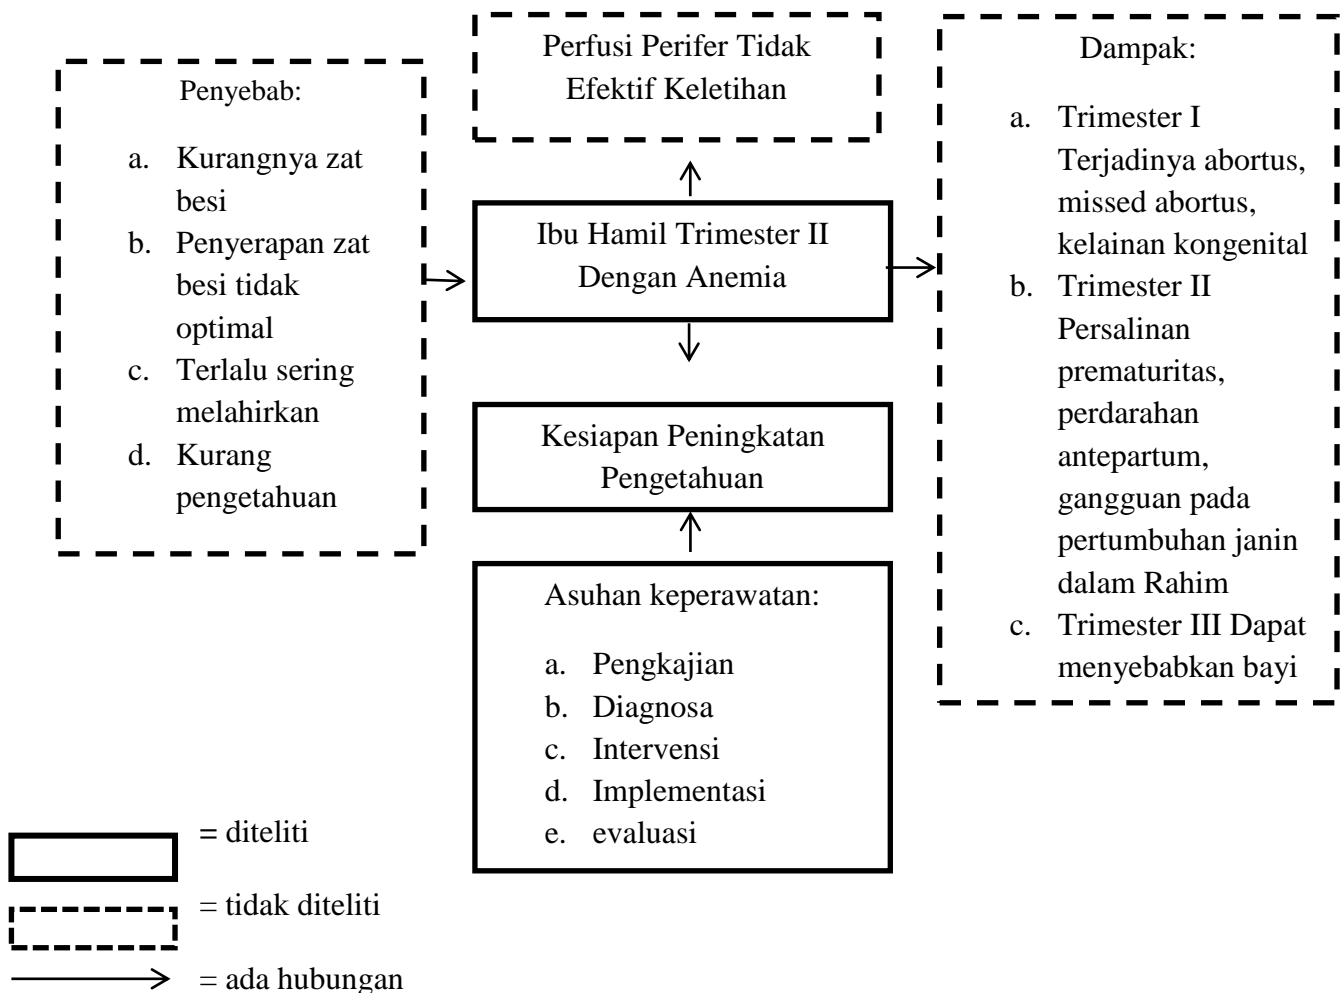 Penyebab:
a. Kurangnya zat
besi
b. Penyerapan zat
besi tidak
optimal
c. Terlalu sering
melahirkan
d. Kurang
pengetahuan
Perfusi Perifer Tidak
Efektif Keletihan
Ibu Hamil Trimester II
Dengan Anemia
Kesiapan Peningkatan
Pengetahuan
Asuhan keperawatan:
a. Pengkajian
b. Diagnosa
c. Intervensi
d. Implementasi
e. evaluasi
Dampak:
a. Trimester I
Terjadinya abortus,
missed abortus,
kelainan kongenital
b. Trimester II
Persalinan
prematuritas,
perdarahan
antepartum,
gangguan pada
pertumbuhan janin
dalam Rahim
c. Trimester III Dapat
menyebabkan bayi
= diteliti
= tidak diteliti
= ada hubungan